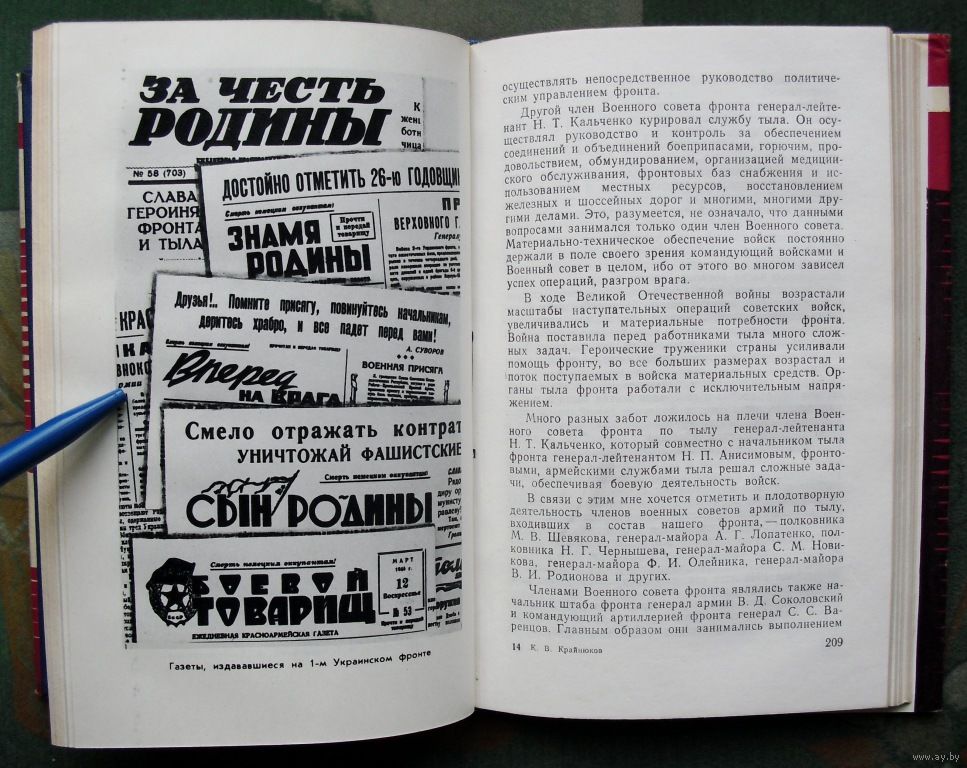 ЗА ЧЕСТЬ
РОДИНЫ
№ 58 (703)
СЛАВА
ГЕРОИНЯМ
ФРОНТА
И ТЫЛА
ДОСТОЙНО ОТМЕТИТЬ 26-ю ГОДОВЩИН
Смерть немецким оккупантам!
Прочти
и передай
товарищу
ЗНАМЯ
РОДИНЫ
ВЕРХОВНОГО Г
Друзья!.. Помните присягу, повинуйтесь начальникам,
деритесь храбро, и все падет перед вами!
А. СУВОРОВ
Смерть немецким оккупантам!
ВОЕННАЯ ПРИСЯГА
Вперед
НА ВРАГА
Смело отражать контрат
УНИЧТОЖАЙ ФАШИСТСКИЕ
Смерть немецким оккупантам!
СЫН РОДИНЫ
Смерть немецким оккупантам!
БОЕВОЙ
ТОВАРИЩ
МАРТ
12
Воскресенье
№ 53
Прочти и передай
товарищу
ЕЖЕДНЕВНАЯ КРАСНОАРМЕЙСКАЯ ГАЗЕТА
Газеты, издававшиеся на 1-м Украинском фронте
осуществлять непосредственное руководство политиче-
ским управлением фронта.
Другой член Военного совета фронта генерал-лейте-
нант Н. Т. Кальченко курировал службу тыла. Он осу-
ществлял руководство и контроль за обеспечением
соединений и объединений боеприпасами, горючим, про-
довольствием, обмундированием, организацией медицин-
ского обслуживания, фронтовых баз снабжения и ис-
пользованием местных ресурсов, восстановлением
железных и шоссейных дорог и многими, многими дру-
гими делами. Это, разумеется, не означало, что данными
вопросами занимался только один член Военного совета.
Материально-техническое обеспечение войск постоянно
держали в поле своего зрения командующий войсками и
Военный совет в целом, ибо от этого во многом зависел
успех операций, разгром врага.
В ходе Великой Отечественной войны возрастали
масштабы наступательных операций советских войск,
увеличивались и материальные потребности фронта.
Война поставила перед работниками тыла много слож-
ных задач. Героические труженики страны усиливали
помощь фронту, во все больших размерах возрастал и
поток поступаемых в войска материальных средств. Ор-
ганы тыла фронта работали с исключительным напря-
жением.
Много разных забот ложилось на плечи члена Воен-
ного совета фронта по тылу генерал-лейтенанта
Н. Т. Кальченко, который совместно с начальником тыла
фронта генерал-лейтенантом Н. П. Анисимовым, фронто-
выми, армейскими службами тыла решал сложные зада-
чи, обеспечивая боевую деятельность войск.
В связи с этим мне хочется отметить и плодотворную
деятельность членов военных советов армий по тылу,
входивших в состав нашего фронта,— полковника
М. В. Шевякова, генерал-майора А. Г. Лопатенко, пол-
ковника Н. Г. Чернышева, генерал-майора С. М. Нови-
кова, генерал-майора Ф. И. Олейника, генерал-майора
В. И. Родионова и других.
Членами Военного совета фронта являлись также на-
чальник штаба фронта генерал армии В. Д. Соколовский
и командующий артиллерией фронта генерал С. С. Ва-
ренцов. Главным образом они занимались выполнением
14 К. В. Крайнюков
209
www.ay.by